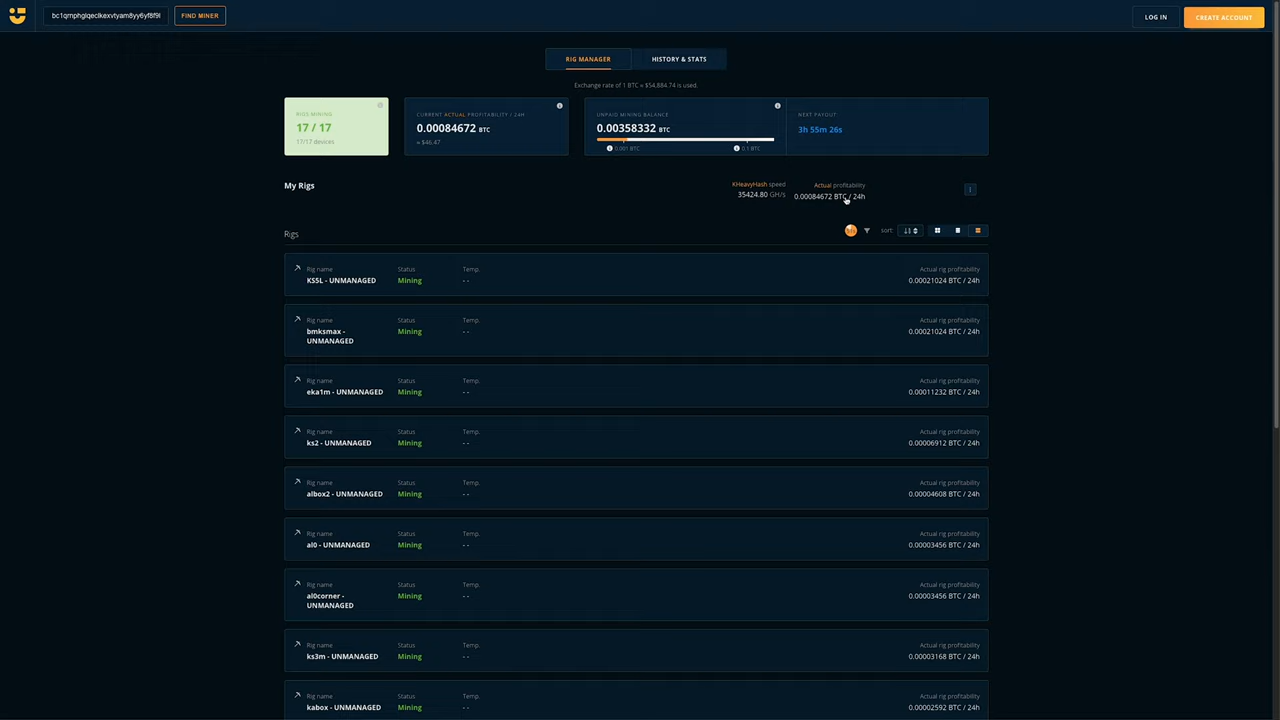 FIND MINER
LOG IN
CREATE ACCOUNT
RIG MANAGER
HISTORY & STATS
Exchange rate of 1 BTC = $54,884.74 is used.
RIGS MINING
17 / 17
17/17 devices
CURRENT ACTUAL PROFITABILITY / 24H
0.00084672 BTC
≈ $46.47
UNPAID MINING BALANCE
0.00358332 BTC
0.001 BTC
0.1 BTC
NEXT PAYOUT:
3h 55m 26s
My Rigs
KHeavyHash speed
35424.80 GH/s
Actual profitability
0.00084672 BTC / 24h
Rigs
sort:
Rig name Status Temp. Actual rig profitability
KS5L - UNMANAGED Mining - - 0.00021024 BTC / 24h
Rig name Status Temp. Actual rig profitability
bmksmax - Mining - - 0.00021024 BTC / 24h
UNMANAGED
Rig name Status Temp. Actual rig profitability
eka1m - UNMANAGED Mining - - 0.00011232 BTC / 24h
Rig name Status Temp. Actual rig profitability
ks2 - UNMANAGED Mining - - 0.00006912 BTC / 24h
Rig name Status Temp. Actual rig profitability
albox2 - UNMANAGED Mining - - 0.00004608 BTC / 24h
Rig name Status Temp. Actual rig profitability
al0 - UNMANAGED Mining - - 0.00003456 BTC / 24h
Rig name Status Temp. Actual rig profitability
al0corner - Mining - - 0.00003456 BTC / 24h
UNMANAGED
Rig name Status Temp. Actual rig profitability
ks3m - UNMANAGED Mining - - 0.00003168 BTC / 24h
Rig name Status Temp. Actual rig profitability
kabox - UNMANAGED Mining - - 0.00002592 BTC / 24h